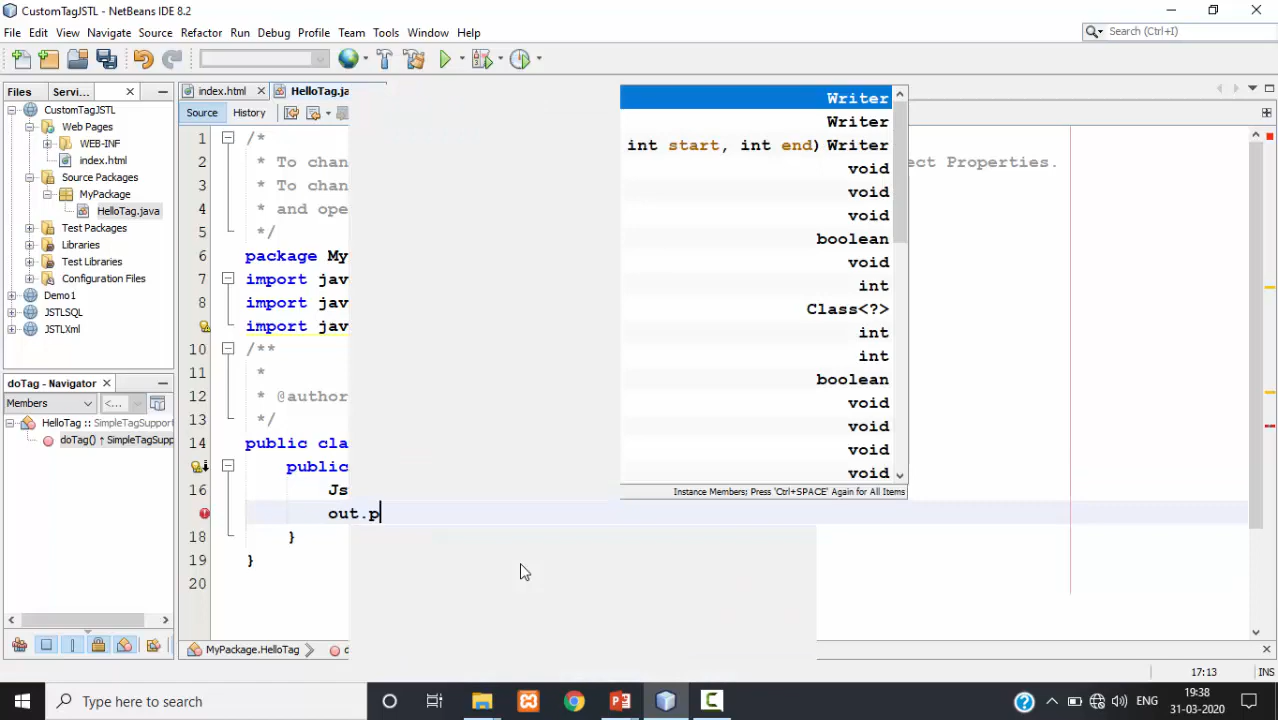 CustomTagJSTL - NetBeans IDE 8.2
File Edit View Navigate Source Refactor Run Debug Profile Team Tools Window Help
Search (Ctrl+I)
Files Servi...
index.html
HelloTag.ja
CustomTagJSTL
Web Pages
WEB-INF
index.html
Source Packages
MyPackage
HelloTag.java
Test Packages
Libraries
Test Libraries
Configuration Files
Demo1
JSTLSQL
JSTLXml
doTag - Navigator
Members <...
HelloTag :: SimpleTagSupport
doTag() ↑ SimpleTagSupp
Source History
1 /*
2 * To chan ect Properties.
3 * To chan
4 * and ope
5 */
6 package My
7 import jav
8 import jav
import jav
10 /**
11 *
12 * @author
13 */
14 public cla
public
16 Js
out.p
18 }
19 }
20
Writer
Writer
int start, int end) Writer
void
void
void
boolean
void
int
Class<?>
int
int
boolean
void
void
void
void
Instance Members; Press 'Ctrl+SPACE' Again for All Items
MyPackage.HelloTag
17:13 INS
Type here to search
ENG
19:38
31-03-2020